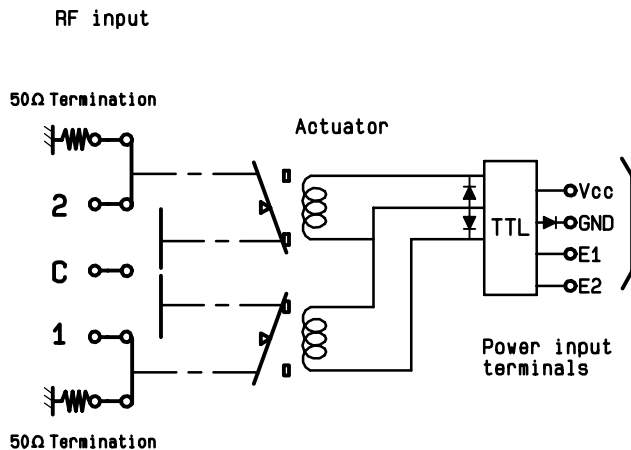 RF input
50Ω Termination
Actuator
2
C
1
50Ω Termination
TTL
Vcc
GND
E1
E2
Power input
terminals